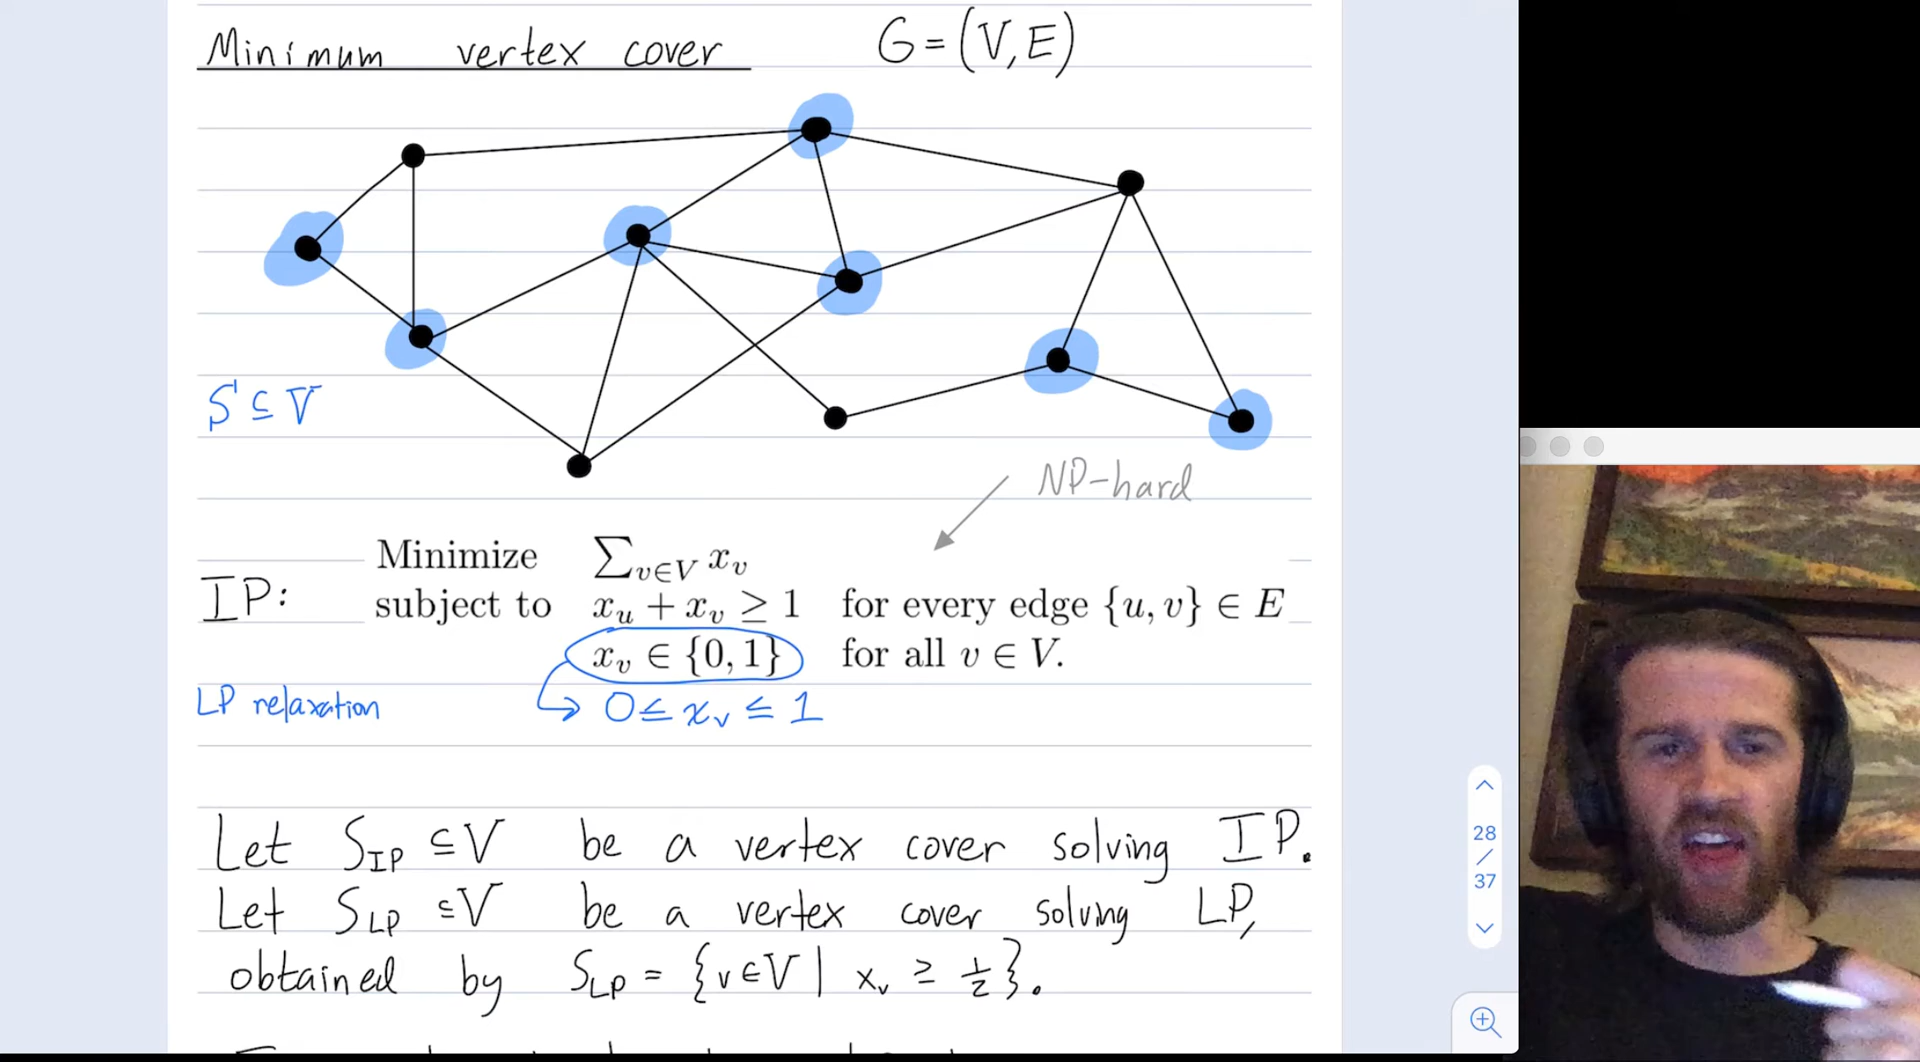 Minimum vertex cover G = (V, E)
S ⊆ V
NP-hard
IP: Minimize ∑_{v∈V} x_v
subject to x_u + x_v ≥ 1 for every edge {u, v} ∈ E
x_v ∈ {0, 1} for all v ∈ V.
LP relaxation 0 ≤ x_v ≤ 1
Let S_IP ⊆ V be a vertex cover solving IP.
Let S_LP ⊆ V be a vertex cover solving LP,
obtained by S_LP = {v ∈ V | x_v ≥ 1/2}.
28
/
37